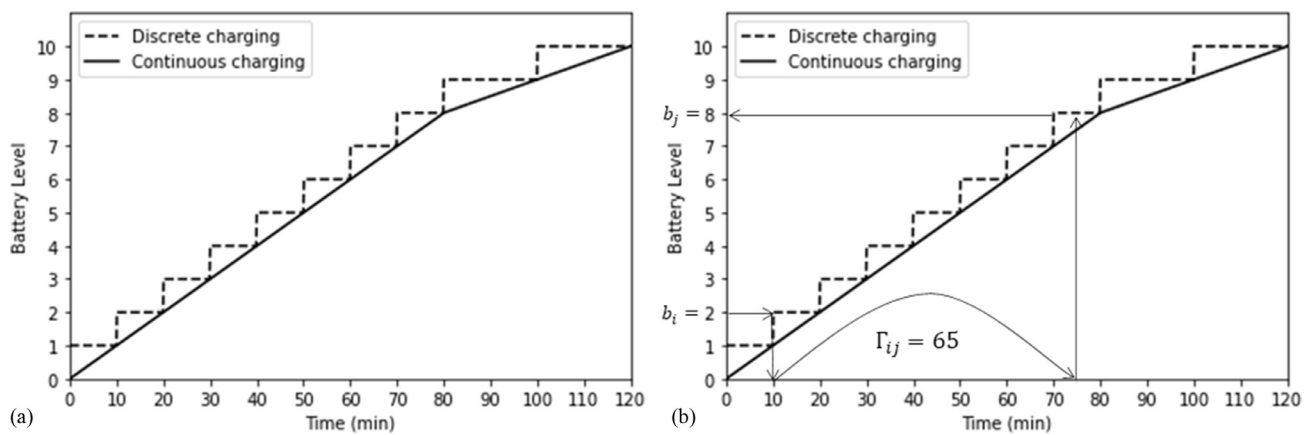 Discrete charging
Continuous charging
10
9
8
7
6
5
4
3
2
1
0
Battery Level
0 10 20 30 40 50 60 70 80 90 100 110 120
Time (min)
(a)
Discrete charging
Continuous charging
10
9
b_j = 8
7
6
5
4
3
b_i = 2
1
0
Battery Level
Γ_ij = 65
0 10 20 30 40 50 60 70 80 90 100 110 120
Time (min)
(b)